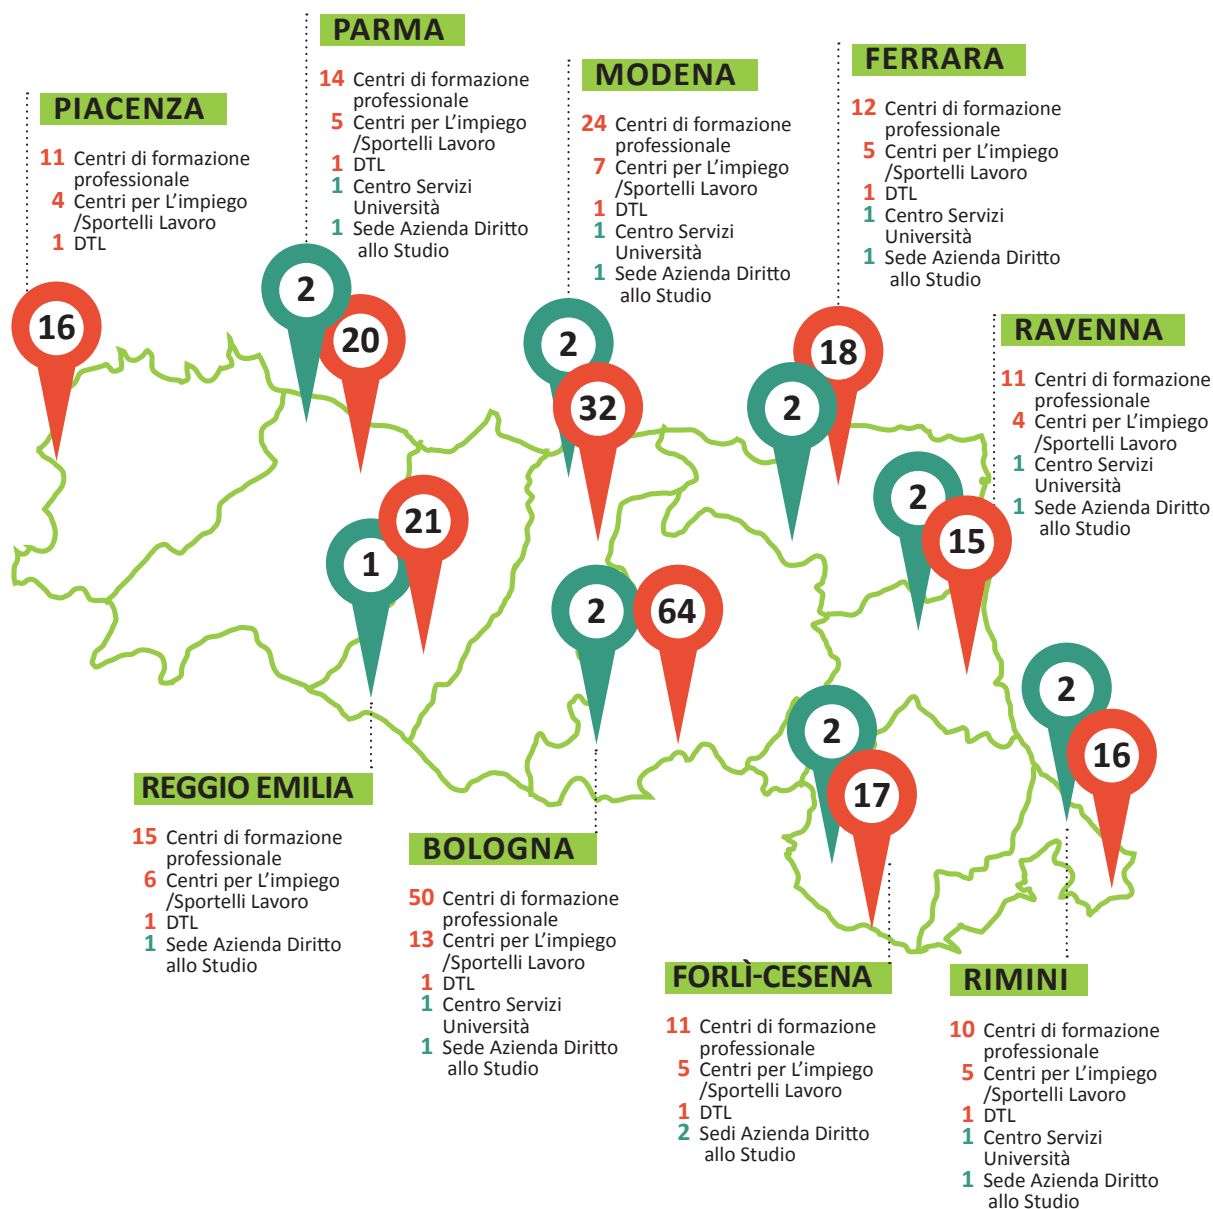 PARMA
14 Centri di formazione
professionale
5 Centri per L'impiego
/Sportelli Lavoro
1 DTL
1 Centro Servizi
Università
1 Sede Azienda Diritto
allo Studio
MODENA
24 Centri di formazione
professionale
7 Centri per L'impiego
/Sportelli Lavoro
1 DTL
1 Centro Servizi
Università
1 Sede Azienda Diritto
allo Studio
FERRARA
12 Centri di formazione
professionale
5 Centri per L'impiego
/Sportelli Lavoro
1 DTL
1 Centro Servizi
Università
1 Sede Azienda Diritto
allo Studio
PIACENZA
11 Centri di formazione
professionale
4 Centri per L'impiego
/Sportelli Lavoro
1 DTL
RAVENNA
11 Centri di formazione
professionale
4 Centri per L'impiego
/Sportelli Lavoro
1 Centro Servizi
Università
1 Sede Azienda Diritto
allo Studio
16
2
20
2
32
2
18
2
15
1
21
2
64
2
17
2
16
REGGIO EMILIA
15 Centri di formazione
professionale
6 Centri per L'impiego
/Sportelli Lavoro
1 DTL
1 Sede Azienda Diritto
allo Studio
BOLOGNA
50 Centri di formazione
professionale
13 Centri per L'impiego
/Sportelli Lavoro
1 DTL
1 Centro Servizi
Università
1 Sede Azienda Diritto
allo Studio
FORLÌ-CESENA
11 Centri di formazione
professionale
5 Centri per L'impiego
/Sportelli Lavoro
1 DTL
2 Sedi Azienda Diritto
allo Studio
RIMINI
10 Centri di formazione
professionale
5 Centri per L'impiego
/Sportelli Lavoro
1 DTL
1 Centro Servizi
Università
1 Sede Azienda Diritto
allo Studio